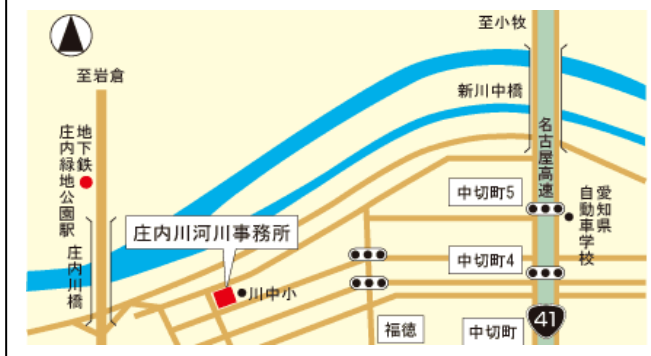 至小牧
至岩倉
新川中橋
地下鉄
庄内緑地公園駅
名古屋高速
中切町5
愛知県
自動車学校
庄内川河川事務所
庄内川橋
中切町4
川中小
福徳
中切町
41